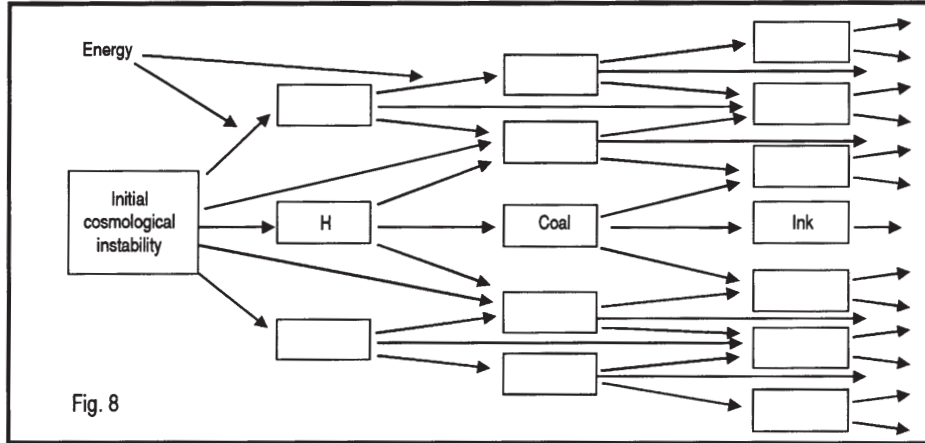 Energy
Initial
cosmological
instability
H
Coal
Ink
Fig. 8